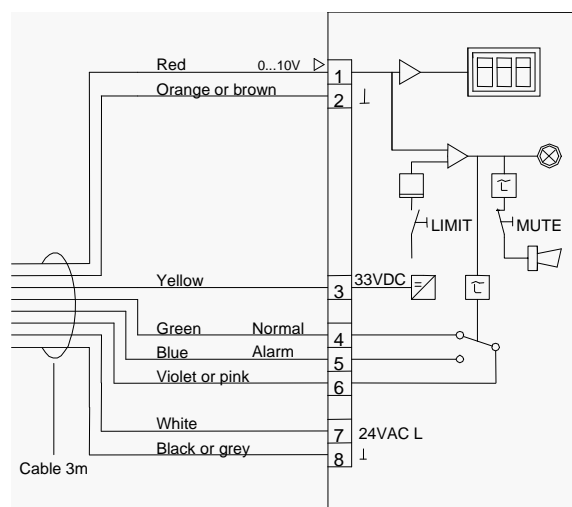 Red 0...10V 1
Orange or brown 2
LIMIT MUTE
Yellow 3 33VDC
Green Normal 4
Blue Alarm 5
Violet or pink 6
White 7 24VAC L
Black or grey 8
Cable 3m